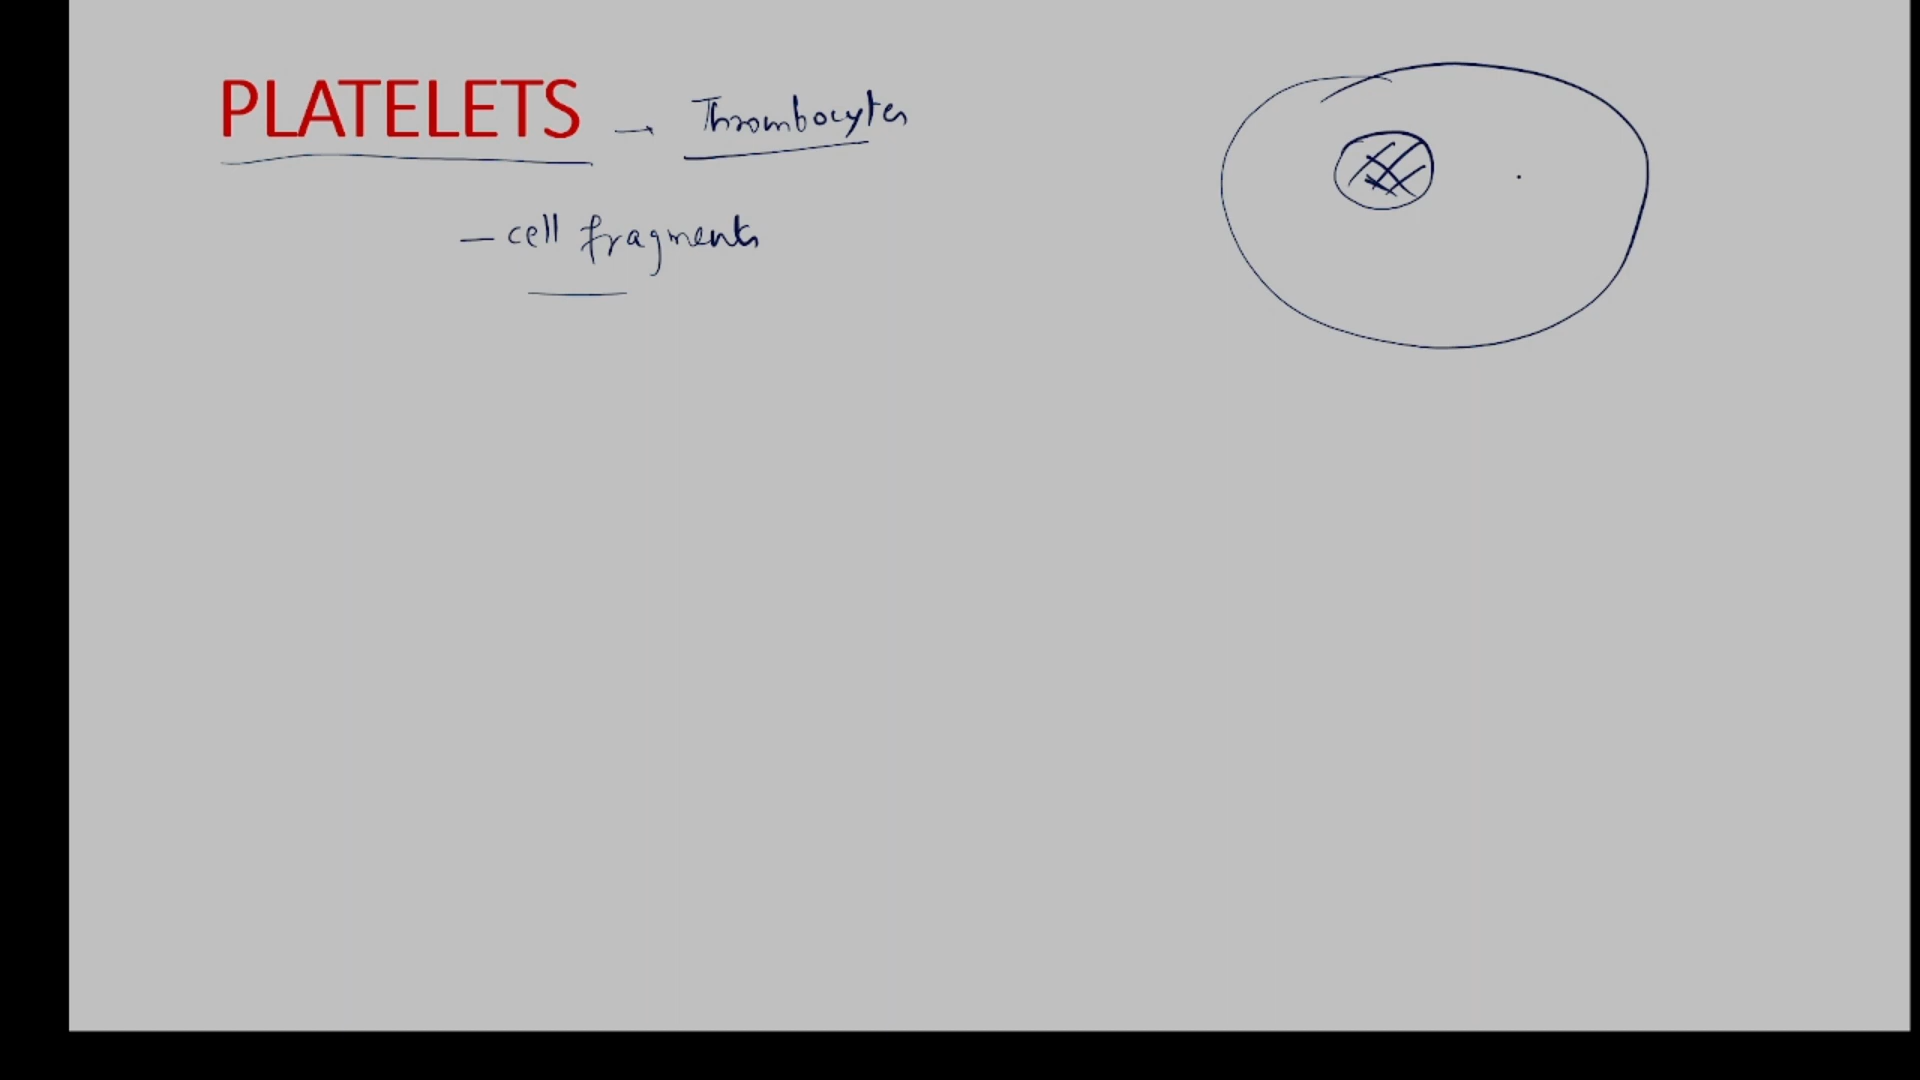 PLATELETS → Thrombocytes
— cell fragments